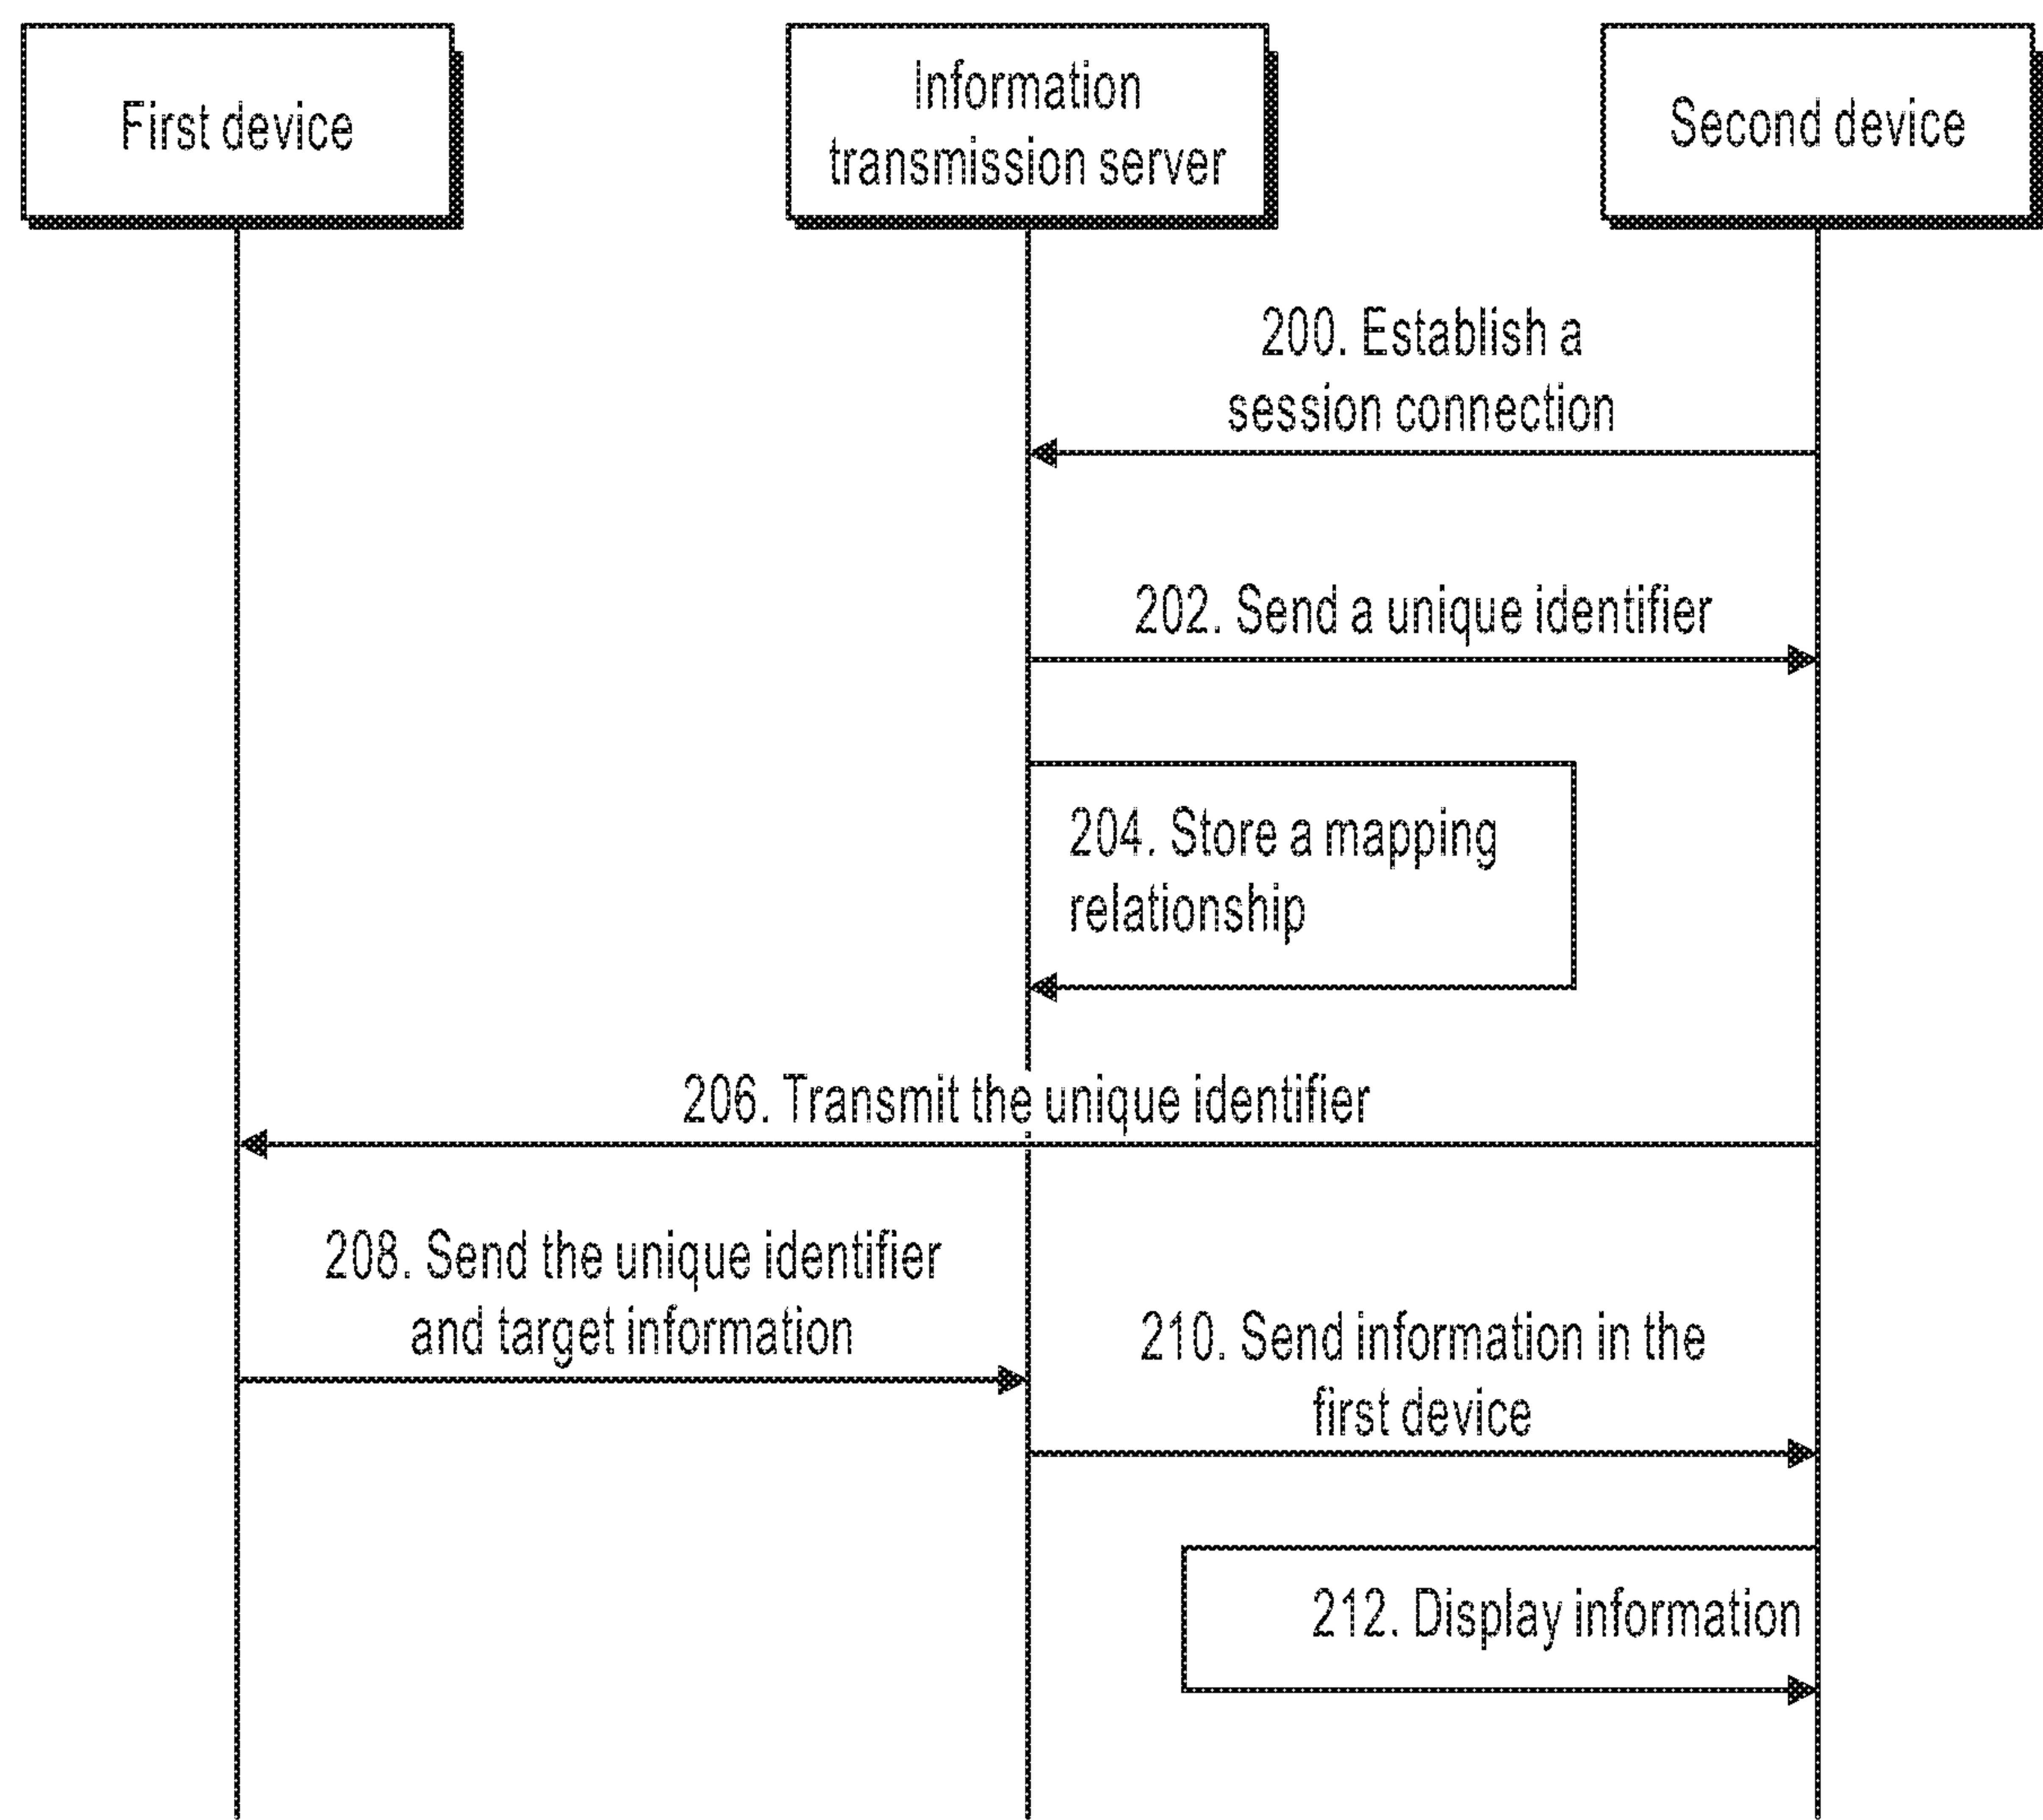 First device
Information
transmission server
Second device
200. Establish a
session connection
202. Send a unique identifier
204. Store a mapping
relationship
206. Transmit the unique identifier
208. Send the unique identifier
and target information
210. Send information in the
first device
212. Display information